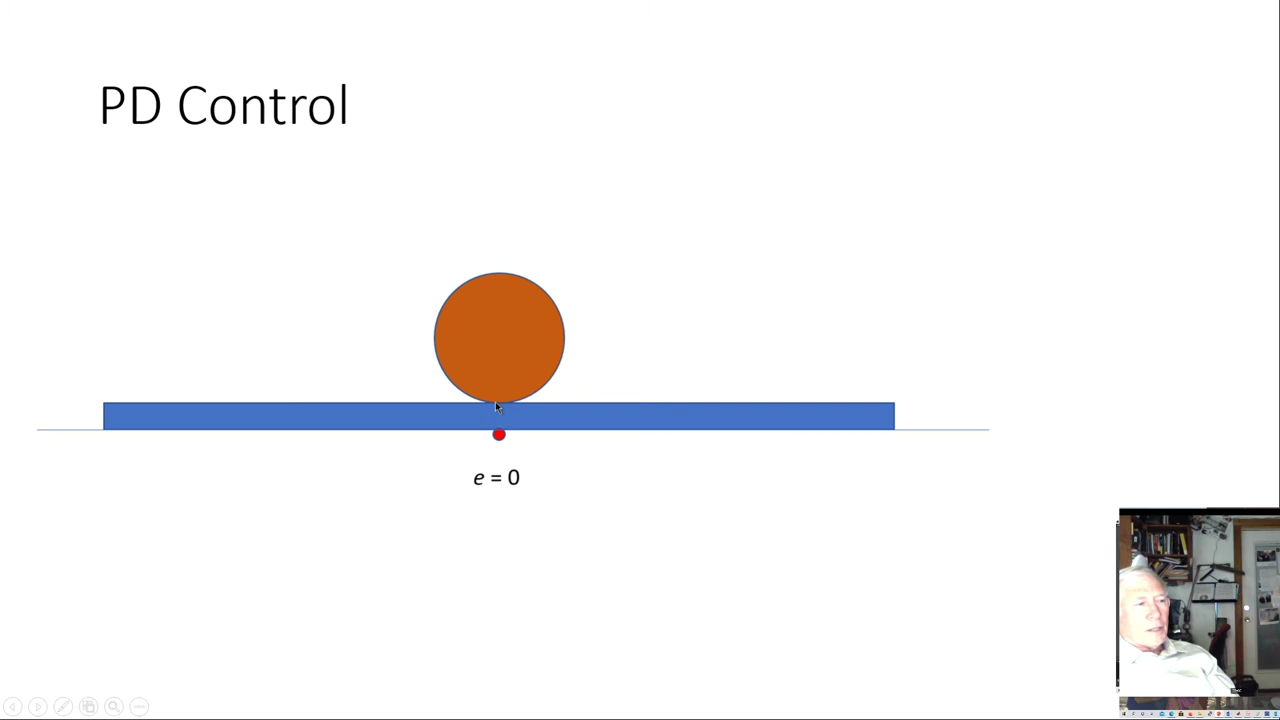 PD Control
e = 0